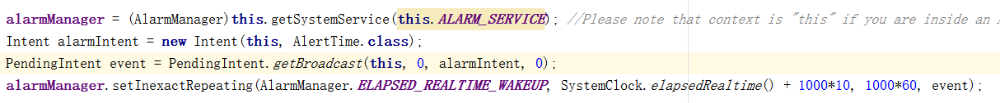 alarmManager = (AlarmManager)this.getSystemService(this.ALARM_SERVICE); //Please note that context is "this" if you are inside an
Intent alarmIntent = new Intent(this, AlertTime.class);
PendingIntent event = PendingIntent.getBroadcast(this, 0, alarmIntent, 0);
alarmManager.setInexactRepeating(AlarmManager.ELAPSED_REALTIME_WAKEUP, SystemClock.elapsedRealtime() + 1000*10, 1000*60, event);